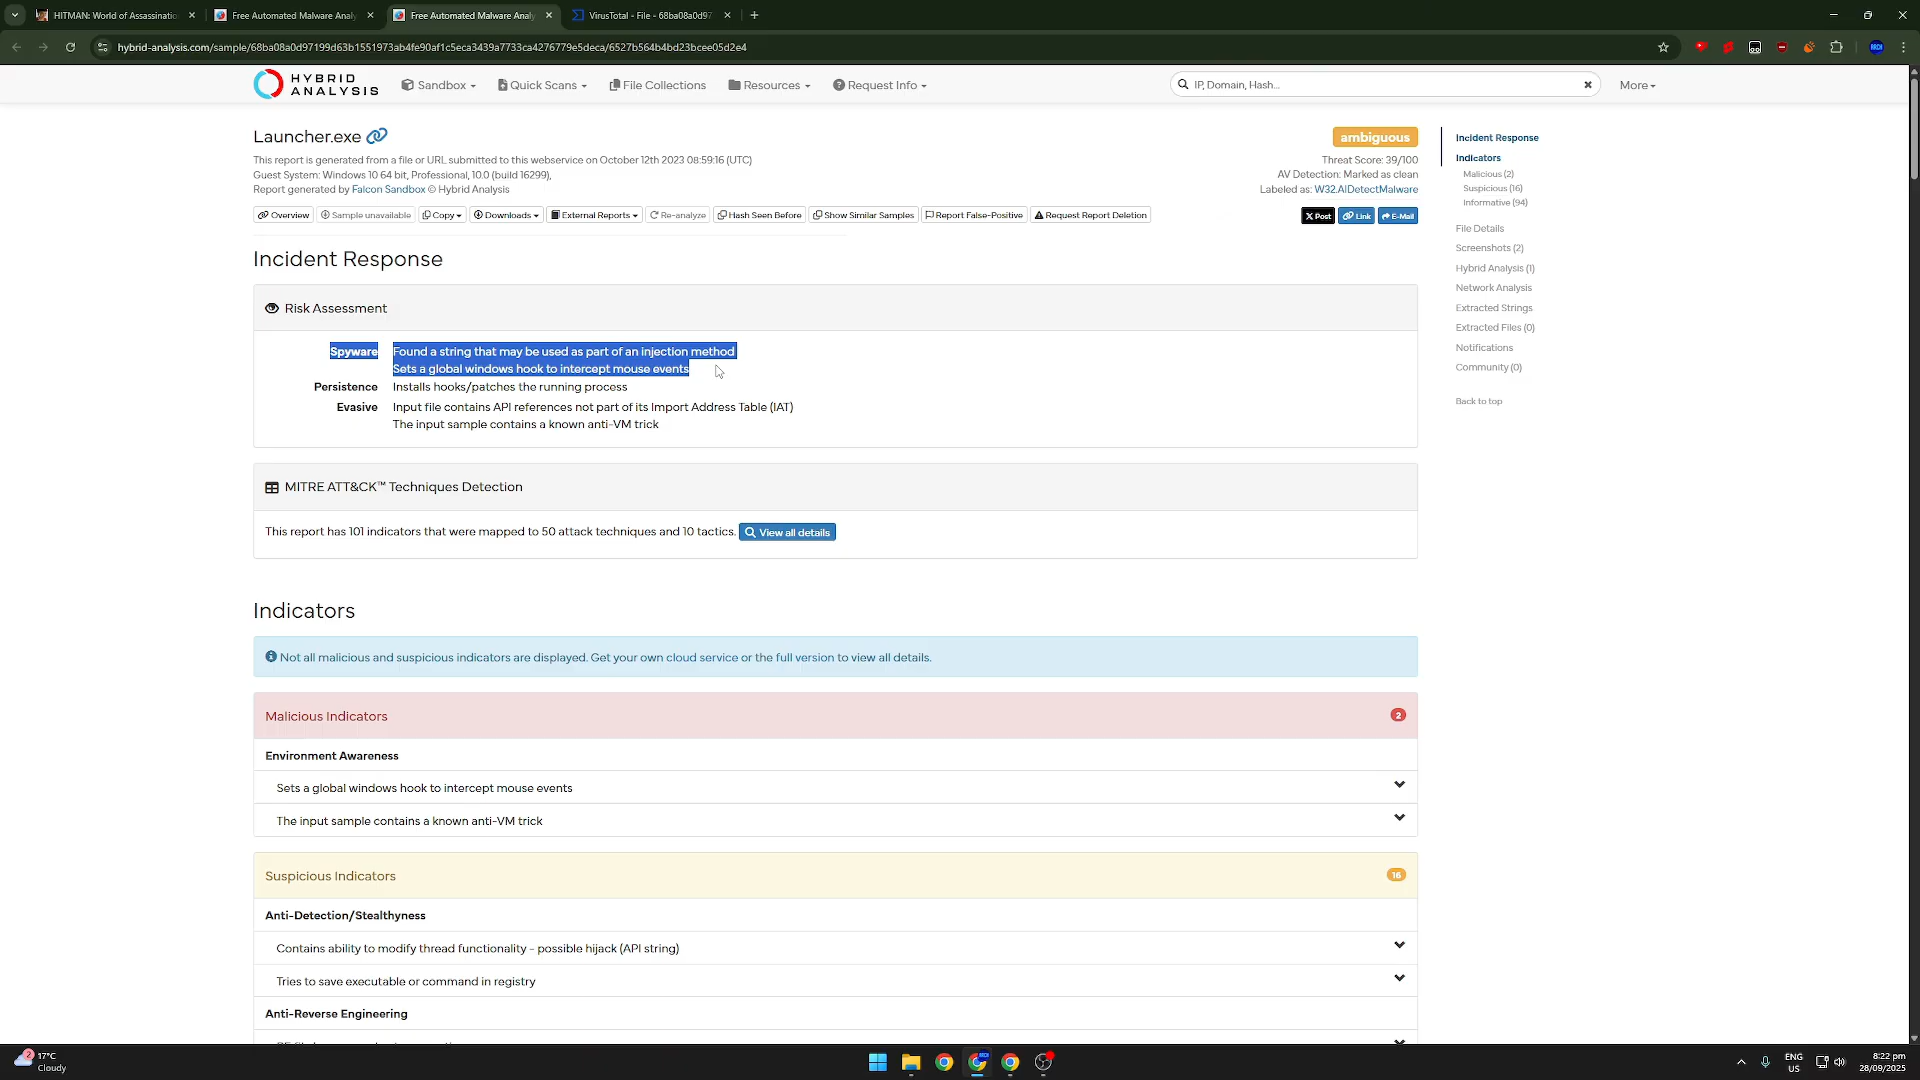 HITMAN: World of Assassinatio
Free Automated Malware Analy
Free Automated Malware Analy
VirusTotal - File - 68ba08a0d97
hybrid-analysis.com/sample/68ba08a0d97199d63b1551973ab4fe90af1c5eca3439a7733ca4276779e5deca/6527b564b4bd23bcee05d2e4
HYBRID ANALYSIS
Sandbox
Quick Scans
File Collections
Resources
Request Info
IP, Domain, Hash...
More
Launcher.exe
ambiguous
This report is generated from a file or URL submitted to this webservice on October 12th 2023 08:59:16 (UTC)
Guest System: Windows 10 64 bit, Professional, 10.0 (build 16299),
Report generated by Falcon Sandbox © Hybrid Analysis
Threat Score: 39/100
AV Detection: Marked as clean
Labeled as: W32.AIDetectMalware
Overview
Sample unavailable
Copy
Downloads
External Reports
Re-analyze
Hash Seen Before
Show Similar Samples
Report False-Positive
Request Report Deletion
X Post
Link
E-Mail
Incident Response
Indicators
Malicious (2)
Suspicious (16)
Informative (94)
File Details
Screenshots (2)
Hybrid Analysis (1)
Network Analysis
Extracted Strings
Extracted Files (0)
Notifications
Community (0)
Back to top
Incident Response
Risk Assessment
Spyware Found a string that may be used as part of an injection method
Sets a global windows hook to intercept mouse events
Persistence Installs hooks/patches the running process
Evasive Input file contains API references not part of its Import Address Table (IAT)
The input sample contains a known anti-VM trick
MITRE ATT&CK™ Techniques Detection
This report has 101 indicators that were mapped to 50 attack techniques and 10 tactics. View all details
Indicators
Not all malicious and suspicious indicators are displayed. Get your own cloud service or the full version to view all details.
Malicious Indicators 2
Environment Awareness
Sets a global windows hook to intercept mouse events
The input sample contains a known anti-VM trick
Suspicious Indicators 16
Anti-Detection/Stealthyness
Contains ability to modify thread functionality - possible hijack (API string)
Tries to save executable or command in registry
Anti-Reverse Engineering
2
17°C
Cloudy
ENG
US
8:22 pm
28/09/2025